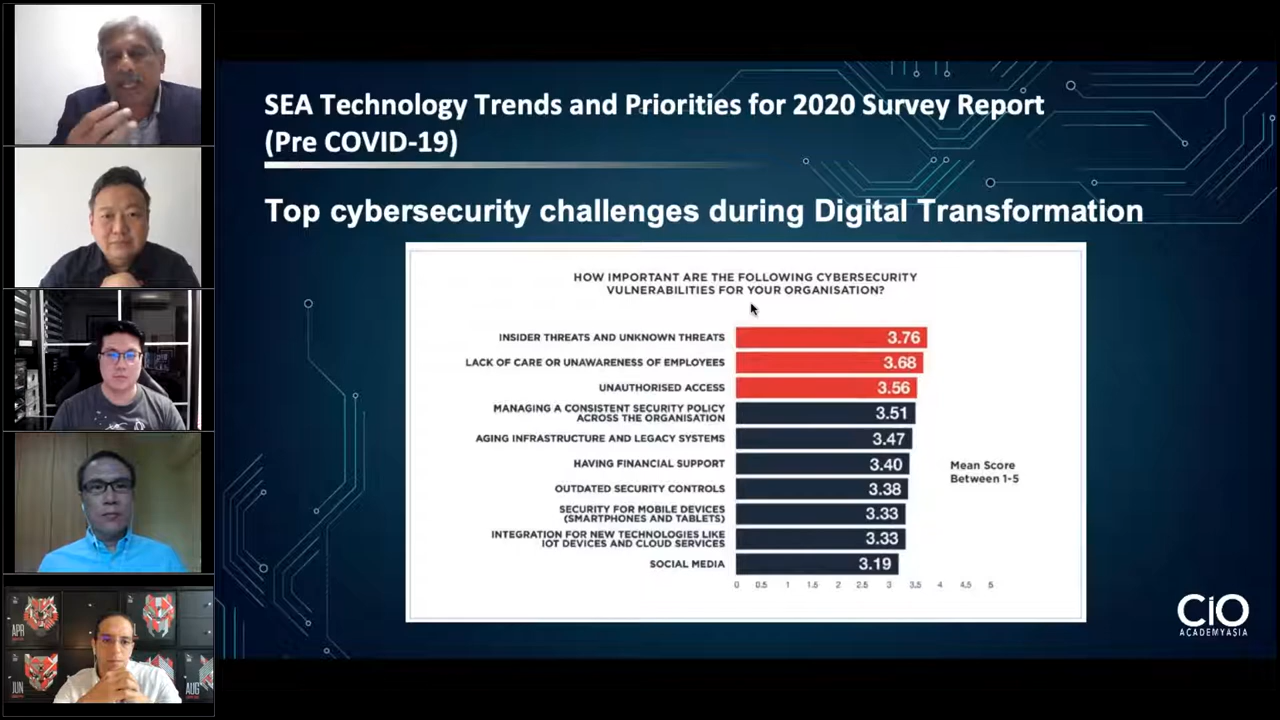 SEA Technology Trends and Priorities for 2020 Survey Report
(Pre COVID-19)
Top cybersecurity challenges during Digital Transformation
HOW IMPORTANT ARE THE FOLLOWING CYBERSECURITY
VULNERABILITIES FOR YOUR ORGANISATION?
INSIDER THREATS AND UNKNOWN THREATS 3.76
LACK OF CARE OR UNAWARENESS OF EMPLOYEES 3.68
UNAUTHORISED ACCESS 3.56
MANAGING A CONSISTENT SECURITY POLICY
ACROSS THE ORGANISATION 3.51
AGING INFRASTRUCTURE AND LEGACY SYSTEMS 3.47
HAVING FINANCIAL SUPPORT 3.40
OUTDATED SECURITY CONTROLS 3.38
SECURITY FOR MOBILE DEVICES
(SMARTPHONES AND TABLETS) 3.33
INTEGRATION FOR NEW TECHNOLOGIES LIKE
IOT DEVICES AND CLOUD SERVICES 3.33
SOCIAL MEDIA 3.19
0 0.5 1 1.5 2 2.5 3 3.5 4 4.5 5
Mean Score
Between 1-5
CIO
ACADEMYASIA
APR
JUN
AUG